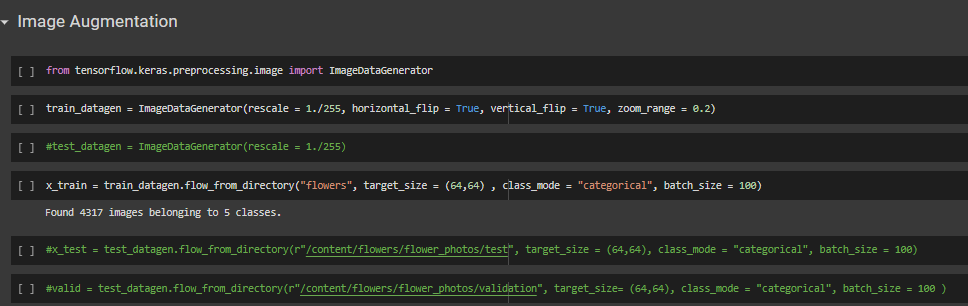 Image Augmentation
[ ] from tensorflow.keras.preprocessing.image import ImageDataGenerator
[ ] train_datagen = ImageDataGenerator(rescale = 1./255, horizontal_flip = True, vertical_flip = True, zoom_range = 0.2)
[ ] #test_datagen = ImageDataGenerator(rescale = 1./255)
[ ] x_train = train_datagen.flow_from_directory("flowers", target_size = (64,64) , class_mode = "categorical", batch_size = 100)
Found 4317 images belonging to 5 classes.
[ ] #x_test = test_datagen.flow_from_directory(r"/content/flowers/flower_photos/test", target_size = (64,64), class_mode = "categorical", batch_size = 100)
[ ] #valid = test_datagen.flow_from_directory(r"/content/flowers/flower_photos/validation", target_size= (64,64), class_mode = "categorical", batch_size = 100 )